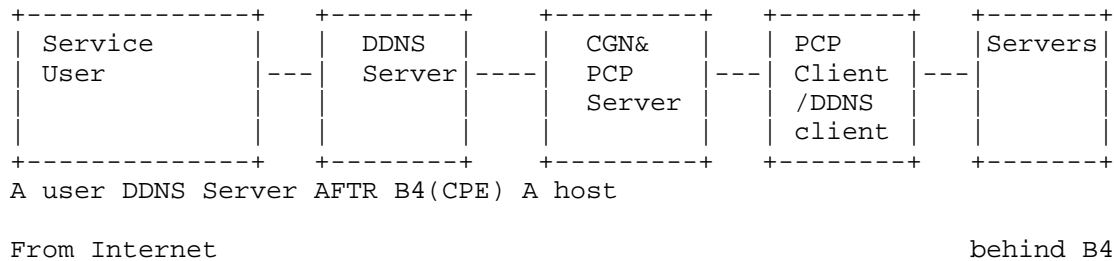 Service DDNS CGN& PCP Servers
User Server PCP Client
Server /DDNS
client
A user DDNS Server AFTR B4(CPE) A host
From Internet behind B4